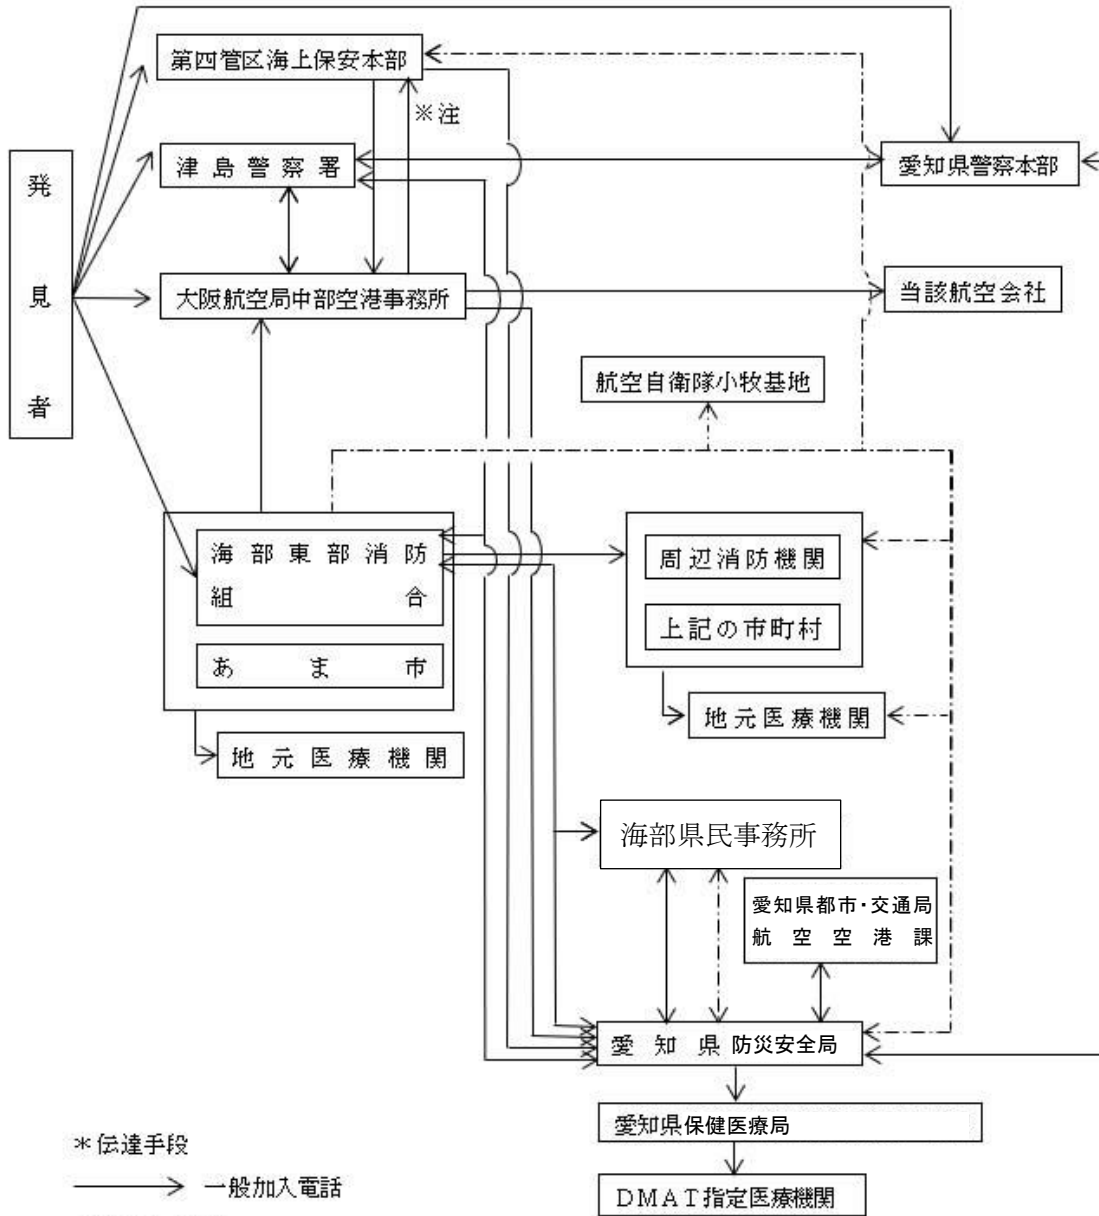 第四管区海上保安本部
※注
津島警察署
愛知県警察本部
発見者
大阪航空局中部空港事務所
当該航空会社
航空自衛隊小牧基地
海部東部消防
組合
周辺消防機関
上記の市町村
あま市
地元医療機関
地元医療機関
海部県民事務所
愛知県都市・交通局
航空空港課
愛知県防災安全局
愛知県保健医療局
DMAT指定医療機関
*伝達手段
一般加入電話